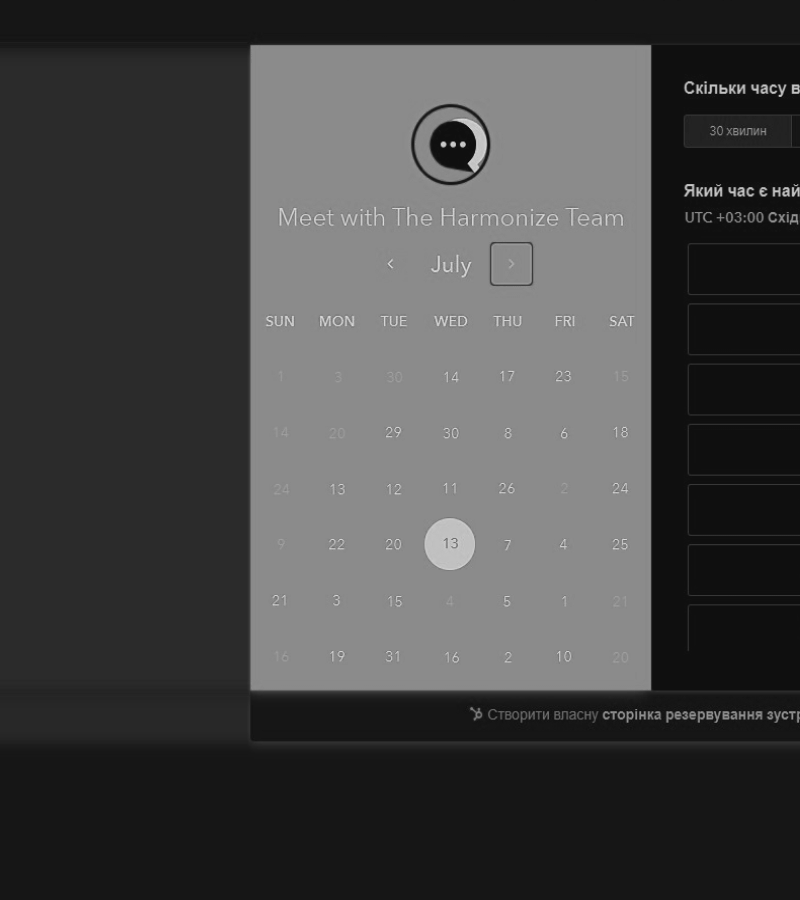 Meet with The Harmonize Team
July
SUN MON TUE WED THU FRI SAT
1 3 30 14 17 23 15
14 20 29 30 8 6 18
24 13 12 11 26 2 24
9 22 20 13 7 4 25
21 3 15 4 5 1 21
16 19 31 16 2 10 20
Скільки часу в
30 хвилин
Який час є най
UTC +03:00 Схід
Створити власну сторінка резервування зустр